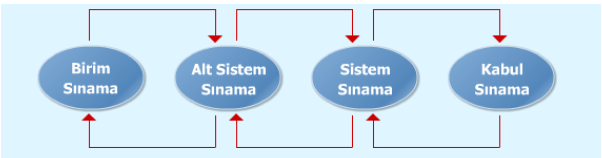 Birim
Sınama
Alt Sistem
Sınama
Sistem
Sınama
Kabul
Sınama